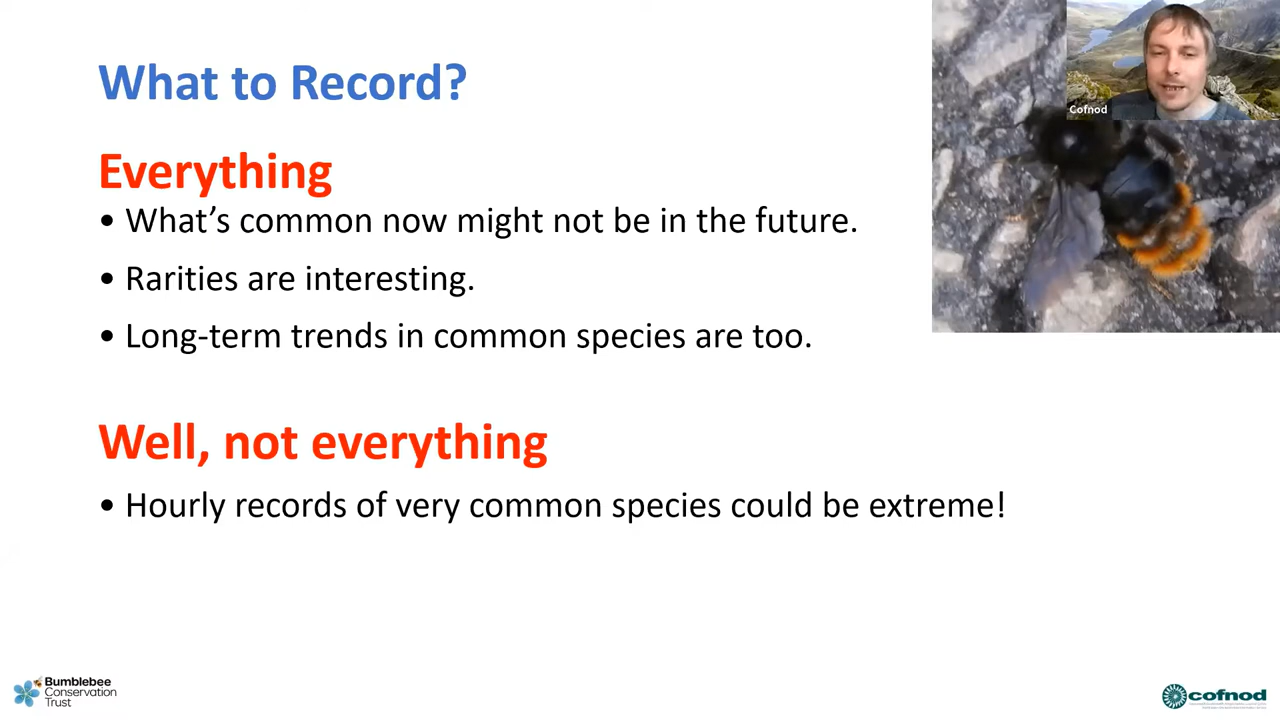 What to Record?
Cofnod
Everything
• What’s common now might not be in the future.
• Rarities are interesting.
• Long-term trends in common species are too.
Well, not everything
• Hourly records of very common species could be extreme!
Bumblebee
Conservation
Trust
cofnod